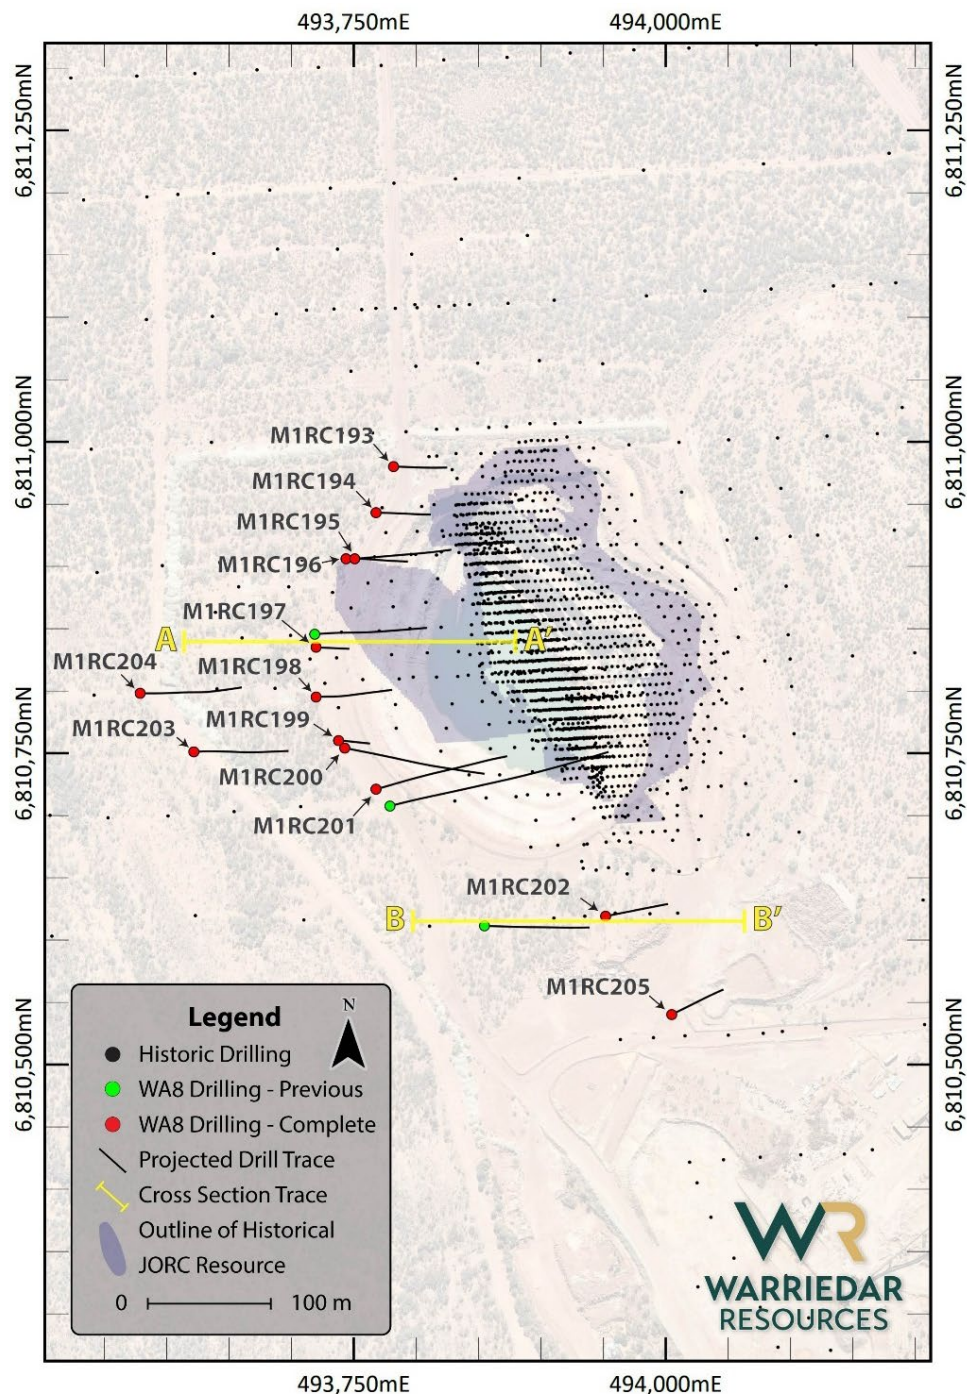 493,750mE
494,000mE
6,811,250mN
6,811,250mN
6,811,000mN
6,811,000mN
M1RC193
M1RC194
M1RC195
M1RC196
M1RC197
A
A'
M1RC204
M1RC198
M1RC203
M1RC199
6,810,750mN
6,810,750mN
M1RC200
M1RC201
M1RC202
B
B'
M1RC205
6,810,500mN
6,810,500mN
Legend
N
Historic Drilling
WA8 Drilling - Previous
WA8 Drilling - Complete
Projected Drill Trace
Cross Section Trace
Outline of Historical
JORC Resource
0 100 m
WR
WARRIEDAR
RESOURCES
493,750mE
494,000mE